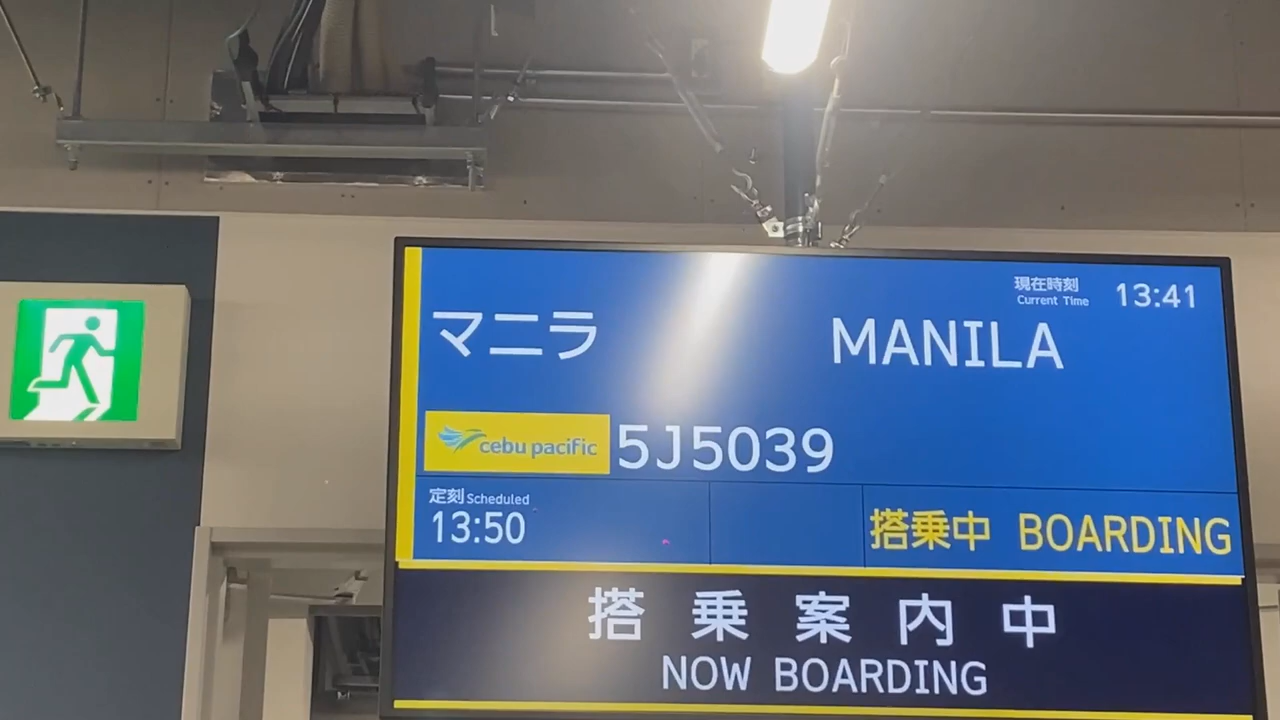 現在時刻
Current Time 13:41
マニラ MANILA
cebu pacific 5J5039
定刻 Scheduled
13:50
搭乗中 BOARDING
搭乗案内中
NOW BOARDING